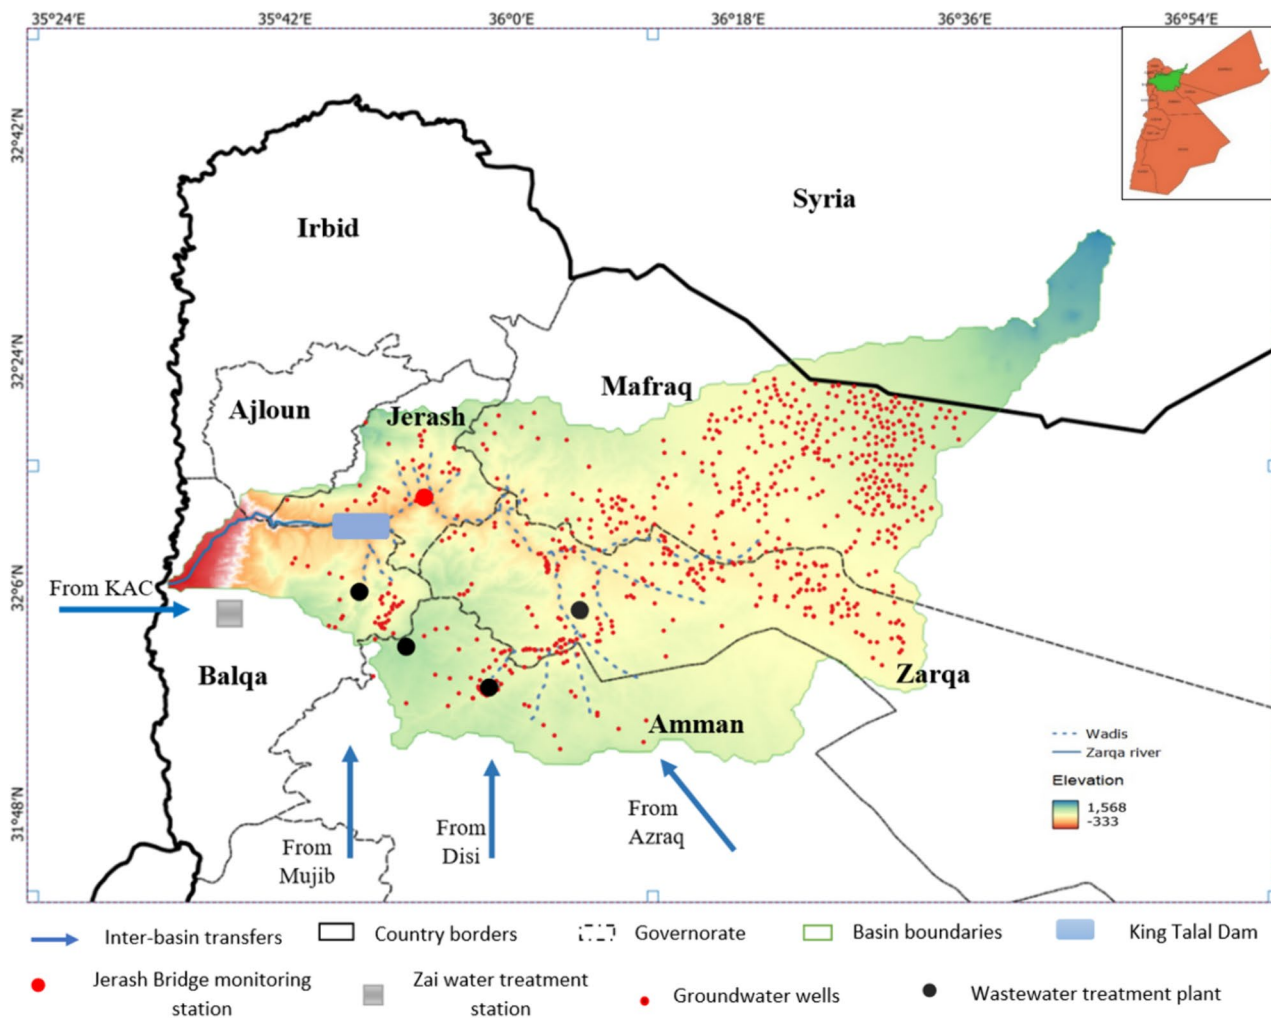 35°24′E 35°42′E 36°0′E 36°18′E 36°36′E 36°54′E
32°42′N
32°24′N
32°6′N
31°48′N
Syria
Irbid
Mafraq
Ajloun
Jerash
From KAC
Balqa
Zarqa
Amman
Wadis
Zarqa river
Elevation
1,568
-333
From
Mujib
From
Disi
From
Azraq
Inter-basin transfers
Country borders
Governorate
Basin boundaries
King Talal Dam
Jerash Bridge monitoring
station
Zai water treatment
station
Groundwater wells
Wastewater treatment plant